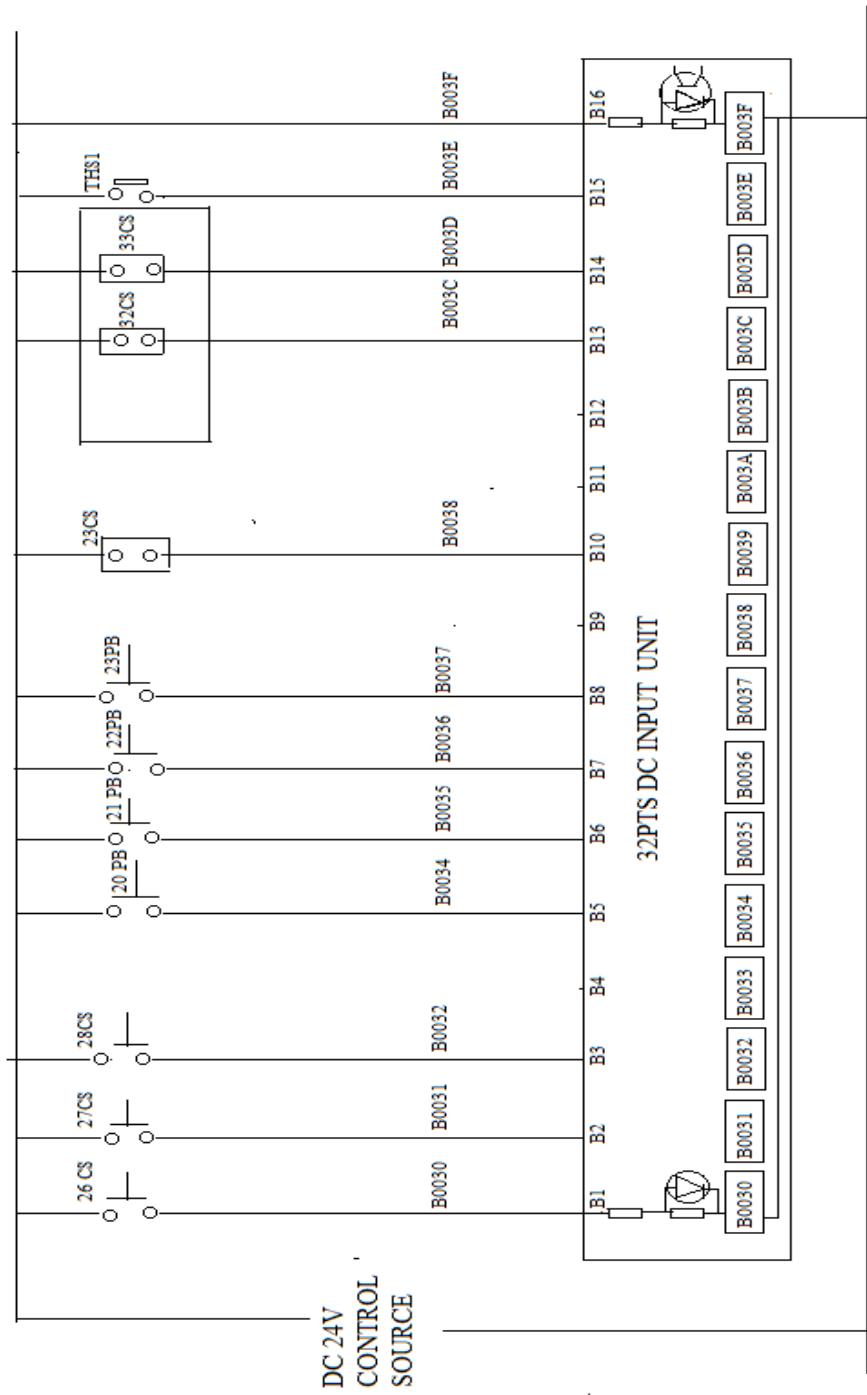 26 CS
27CS
28CS
20 PB
21 PB
22PB
23PB
23CS
32CS
33CS
THS1
B0030
B0031
B0032
B0034
B0035
B0036
B0037
B0038
B003C
B003D
B003E
B003F
DC 24V
CONTROL
SOURCE
B1
B2
B3
B4
B5
B6
B7
B8
B9
B10
B11
B12
B13
B14
B15
B16
32PTS DC INPUT UNIT
B0030
B0031
B0032
B0033
B0034
B0035
B0036
B0037
B0038
B0039
B003A
B003B
B003C
B003D
B003E
B003F